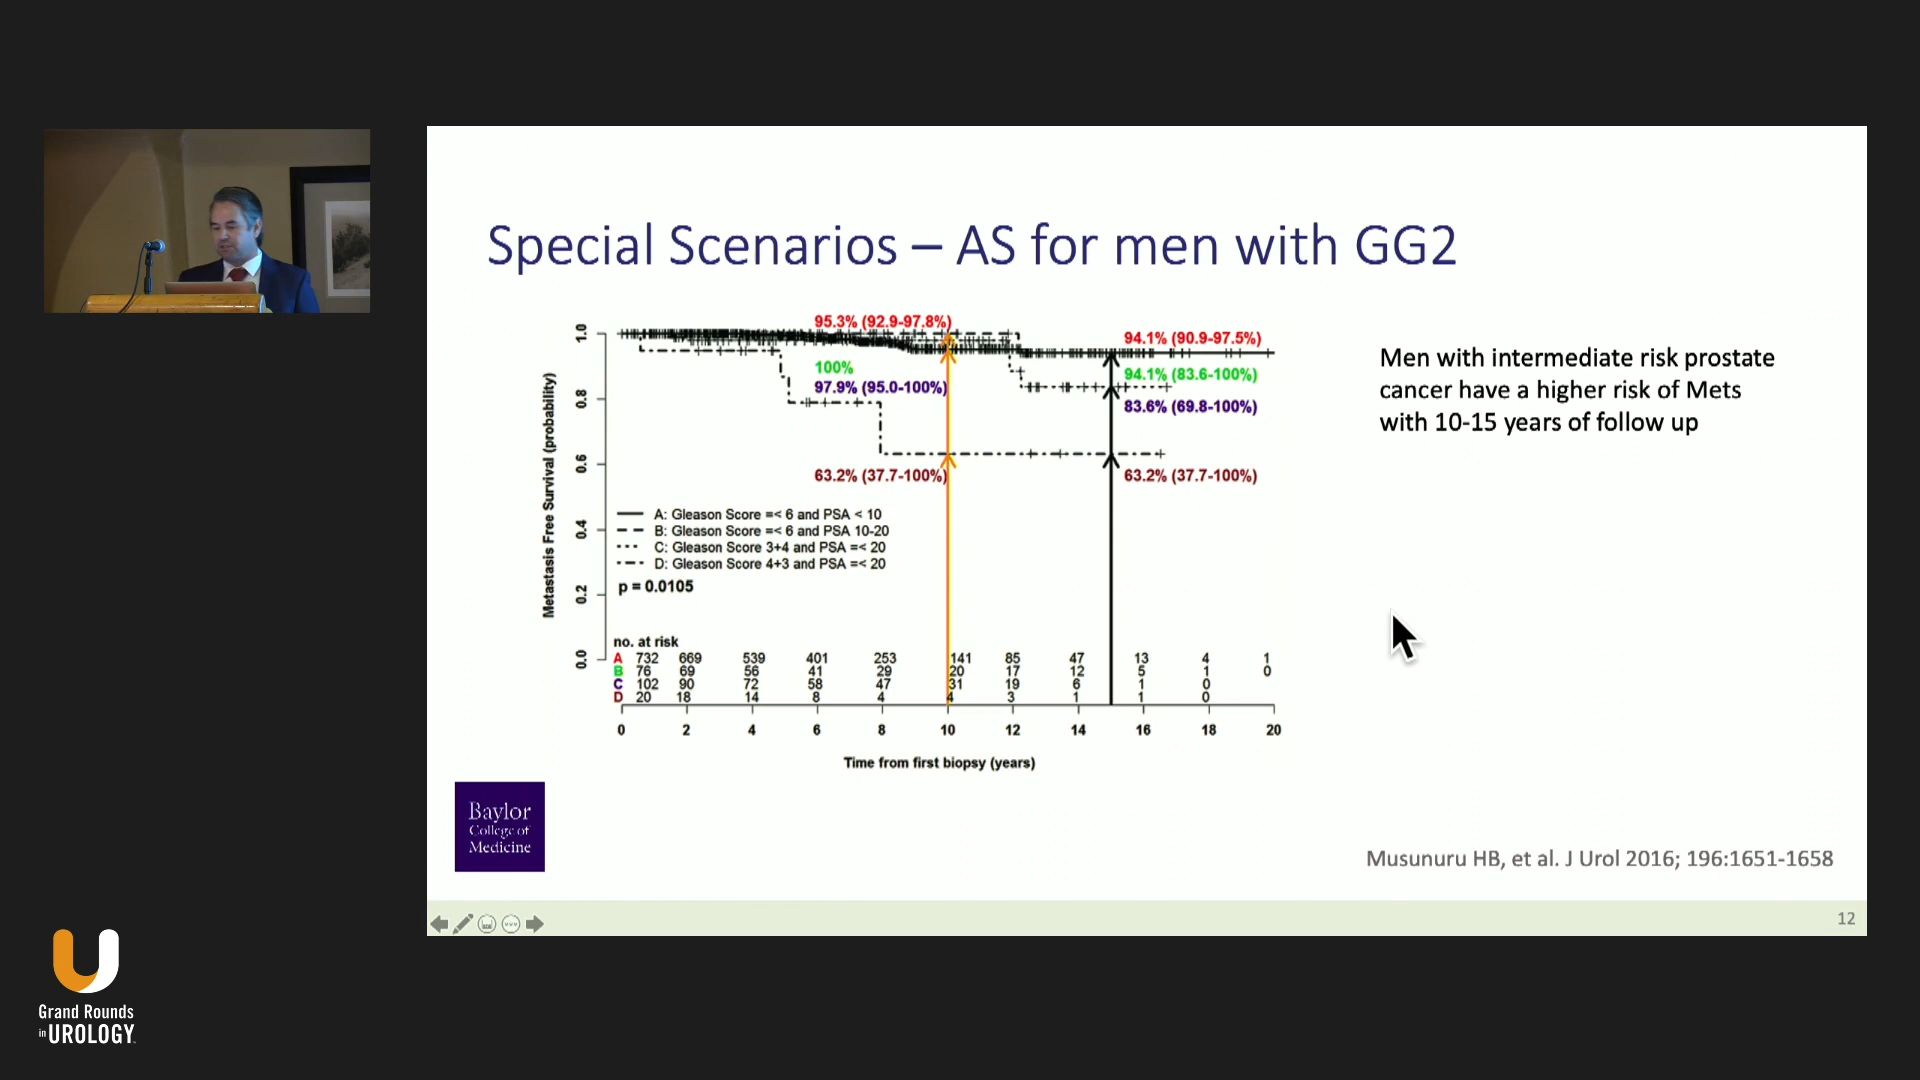 Special Scenarios – AS for men with GG2
95.3% (92.9-97.8%)
94.1% (90.9-97.5%)
100%
94.1% (83.6-100%)
97.9% (95.0-100%)
83.6% (69.8-100%)
63.2% (37.7-100%)
63.2% (37.7-100%)
Metastasis Free Survival (probability)
1.0
0.8
0.6
0.4
0.2
0.0
A: Gleason Score =< 6 and PSA < 10
B: Gleason Score =< 6 and PSA 10-20
C: Gleason Score 3+4 and PSA =< 20
D: Gleason Score 4+3 and PSA =< 20
p = 0.0105
no. at risk
A 732 669 539 401 253 141 85 47 13 4 1
B 76 69 56 41 29 20 17 12 5 1 0
C 102 90 72 58 47 31 19 6 1 0
D 20 18 14 8 4 4 3 1 1 0
0 2 4 6 8 10 12 14 16 18 20
Time from first biopsy (years)
Men with intermediate risk prostate
cancer have a higher risk of Mets
with 10-15 years of follow up
Baylor
College of
Medicine
Musunuru HB, et al. J Urol 2016; 196:1651-1658
12
Grand Rounds
in UROLOGY